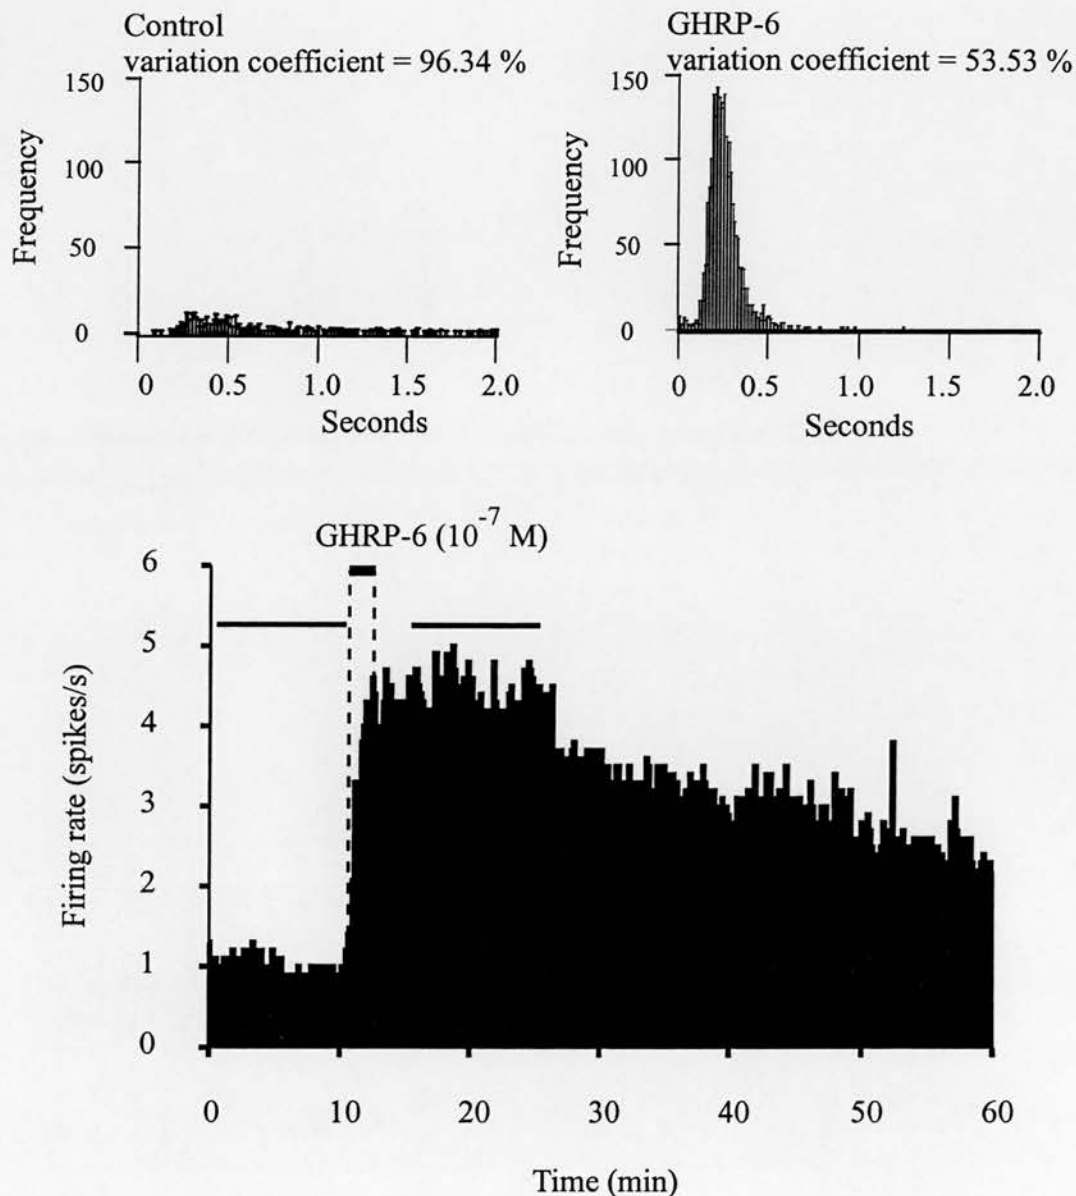 Control
variation coefficient = 96.34 %
150
100
50
0
Frequency
0 0.5 1.0 1.5 2.0
Seconds
GHRP-6
variation coefficient = 53.53 %
150
100
50
0
Frequency
0 0.5 1.0 1.5 2.0
Seconds
GHRP-6 (10⁻⁷ M)
6
5
4
3
2
1
0
Firing rate (spikes/s)
0 10 20 30 40 50 60
Time (min)